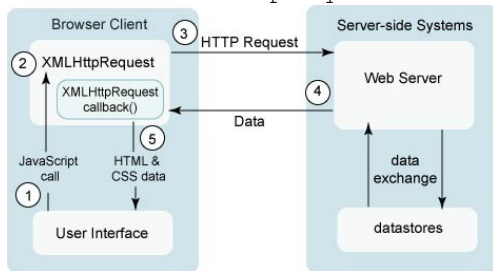 Browser Client
Server-side Systems
3
HTTP Request
2
XMLHttpRequest
XMLHttpRequest
callback()
Web Server
4
Data
5
JavaScript
call
HTML &
CSS data
data
exchange
1
User Interface
datastores